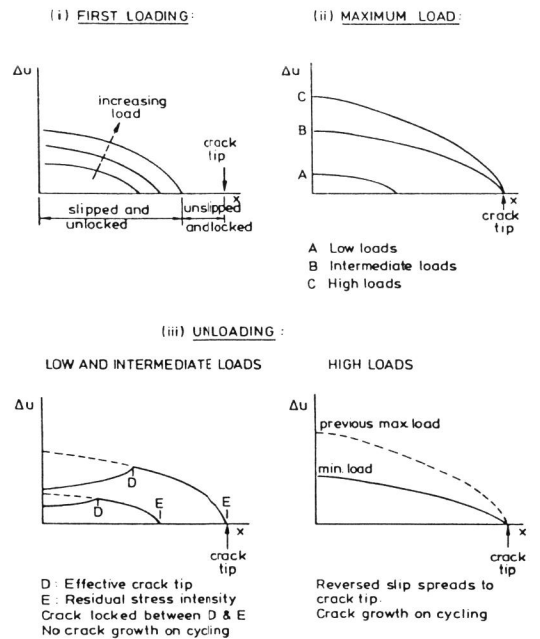 (i) FIRST LOADING:
Δu
increasing
load
crack
tip
x
slipped and
unlocked
unslipped
and locked
(ii) MAXIMUM LOAD:
Δu
C
B
A
x
crack
tip
A Low loads
B Intermediate loads
C High loads
(iii) UNLOADING :
LOW AND INTERMEDIATE LOADS
Δu
D
D
E
E
x
crack
tip
D : Effective crack tip
E : Residual stress intensity
Crack locked between D & E
No crack growth on cycling
HIGH LOADS
Δu
previous max. load
min. load
x
crack
tip
Reversed slip spreads to
crack tip.
Crack growth on cycling